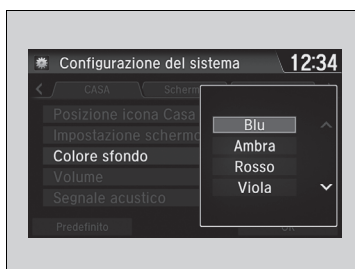 Configurazione del sistema
12:34
CASA
Scherm
Posizione icona Casa
Impostazione schermo
Colore sfondo
Volume
Segnale acustico
Predefinito
OK
Blu
Ambra
Rosso
Viola